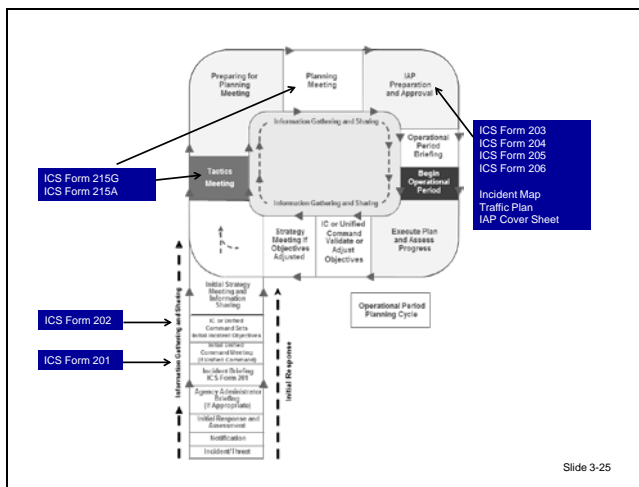 Preparing for
Planning
Meeting
Planning
Meeting
IAP
Preparation
and Approval
Information Gathering and Sharing
Operational
Period
Briefing
ICS Form 203
ICS Form 204
ICS Form 205
ICS Form 206
Incident Map
Traffic Plan
IAP Cover Sheet
ICS Form 215G
ICS Form 215A
Tactics
Meeting
Begin
Operational
Period
Information Gathering and Sharing
Strategy
Meeting If
Objectives
Adjusted
IC or Unified
Command
Validate or
Adjust
Objectives
Execute Plan
and Assess
Progress
Initial Strategy
Meeting and
Information
Sharing
Operational Period
Planning Cycle
ICS Form 202
IC or Unified
Command Sets
Initial Incident Objectives
ICS Form 201
Initial Unified
Command Meeting
(If Unified Command)
Incident Briefing
ICS Form 201
Agency Administrator
Briefing
(If Appropriate)
Initial Response and
Assessment
Notification
Incident/Threat
Information Gathering and Sharing
Initial Response
Slide 3-25